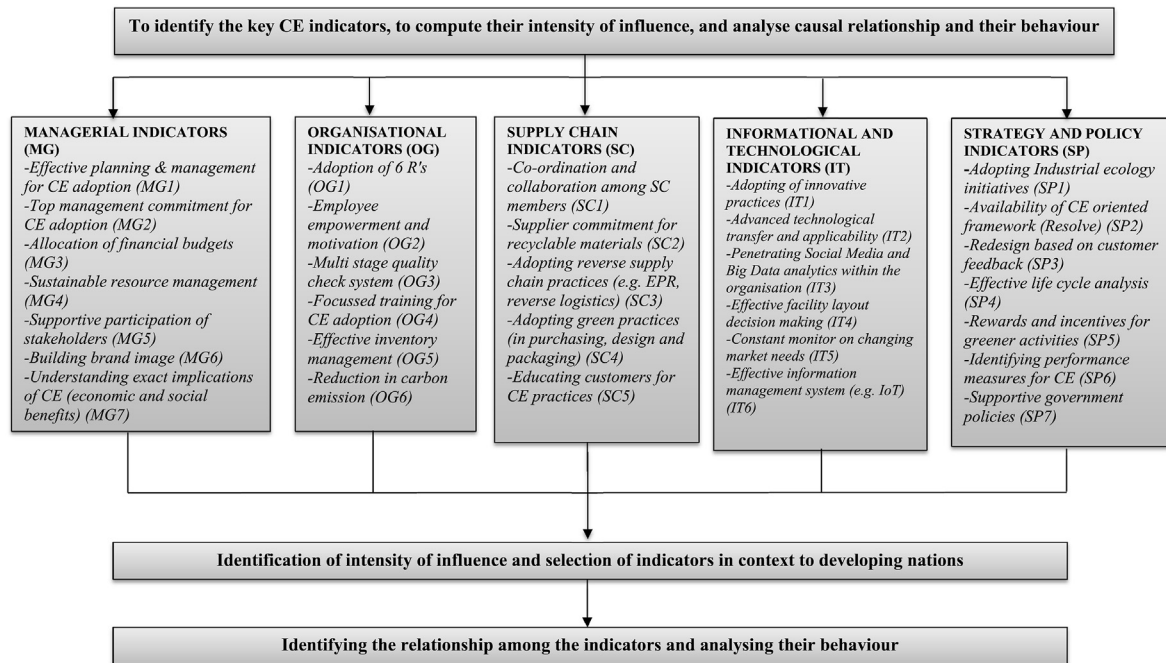 To identify the key CE indicators, to compute their intensity of influence, and analyse causal relationship and their behaviour
MANAGERIAL INDICATORS
(MG)
-Effective planning & management
for CE adoption (MG1)
-Top management commitment for
CE adoption (MG2)
-Allocation of financial budgets
(MG3)
-Sustainable resource management
(MG4)
-Supportive participation of
stakeholders (MG5)
-Building brand image (MG6)
-Understanding exact implications
of CE (economic and social
benefits) (MG7)
ORGANISATIONAL
INDICATORS (OG)
-Adoption of 6 R's
(OG1)
-Employee
empowerment and
motivation (OG2)
-Multi stage quality
check system (OG3)
-Focussed training for
CE adoption (OG4)
-Effective inventory
management (OG5)
-Reduction in carbon
emission (OG6)
SUPPLY CHAIN
INDICATORS (SC)
-Co-ordination and
collaboration among SC
members (SC1)
-Supplier commitment for
recyclable materials (SC2)
-Adopting reverse supply
chain practices (e.g. EPR,
reverse logistics) (SC3)
-Adopting green practices
(in purchasing, design and
packaging) (SC4)
-Educating customers for
CE practices (SC5)
INFORMATIONAL AND
TECHNOLOGICAL
INDICATORS (IT)
-Adopting of innovative
practices (IT1)
-Advanced technological
transfer and applicability (IT2)
-Penetrating Social Media and
Big Data analytics within the
organisation (IT3)
-Effective facility layout
decision making (IT4)
-Constant monitor on changing
market needs (IT5)
-Effective information
management system (e.g. IoT)
(IT6)
STRATEGY AND POLICY
INDICATORS (SP)
-Adopting Industrial ecology
initiatives (SP1)
-Availability of CE oriented
framework (Resolve) (SP2)
-Redesign based on customer
feedback (SP3)
-Effective life cycle analysis
(SP4)
-Rewards and incentives for
greener activities (SP5)
-Identifying performance
measures for CE (SP6)
-Supportive government
policies (SP7)
Identification of intensity of influence and selection of indicators in context to developing nations
Identifying the relationship among the indicators and analysing their behaviour